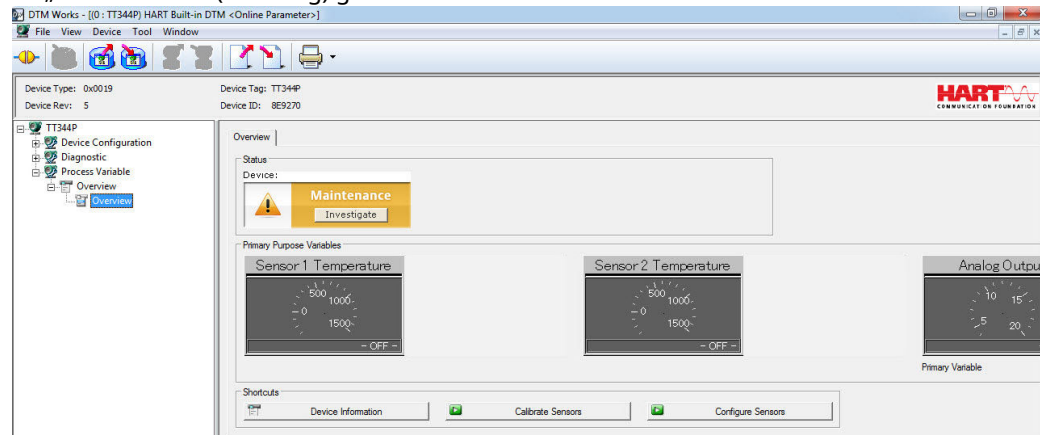 DTM Works - [(0 : TT344P) HART Built-in DTM <Online Parameter>]
File View Device Tool Window
Device Type: 0x0019
Device Tag: TT344P
Device Rev: 5
Device ID: 8E9270
HART
COMMUNICATION FOUNDATION
TT344P
Device Configuration
Diagnostic
Process Variable
Overview
Overview
Overview
Status
Device:
Maintenance
Investigate
Primary Purpose Variables
Sensor 1 Temperature
500
1000
0
1500
- OFF -
Sensor 2 Temperature
500
1000
0
1500
- OFF -
Analog Outpu
10 15
5 20
Primary Variable
Shortcuts
Device Information
Calibrate Sensors
Configure Sensors